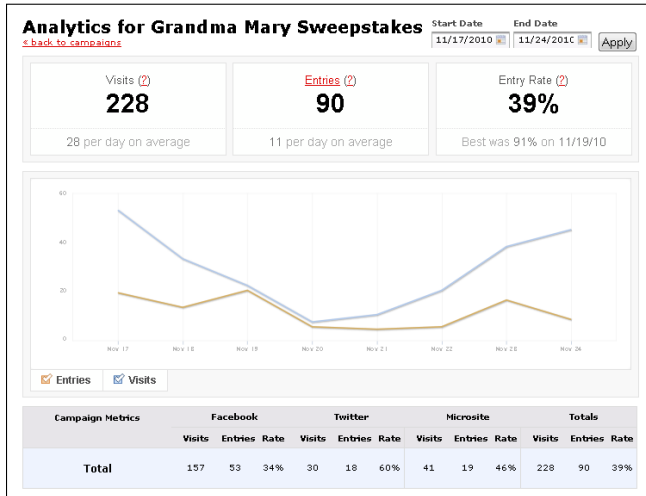 Analytics for Grandma Mary Sweepstakes
« back to campaigns
Start Date End Date
11/17/2010 11/24/201C Apply
Visits (?) Entries (?) Entry Rate (?)
228 90 39%
28 per day on average 11 per day on average Best was 91% on 11/19/10
60
40
20
0
Nov 17 Nov 18 Nov 19 Nov 20 Nov 21 Nov 22 Nov 23 Nov 24
Entries Visits
Campaign Metrics Facebook Twitter Microsite Totals
Visits Entries Rate Visits Entries Rate Visits Entries Rate Visits Entries Rate
Total 157 53 34% 30 18 60% 41 19 46% 228 90 39%